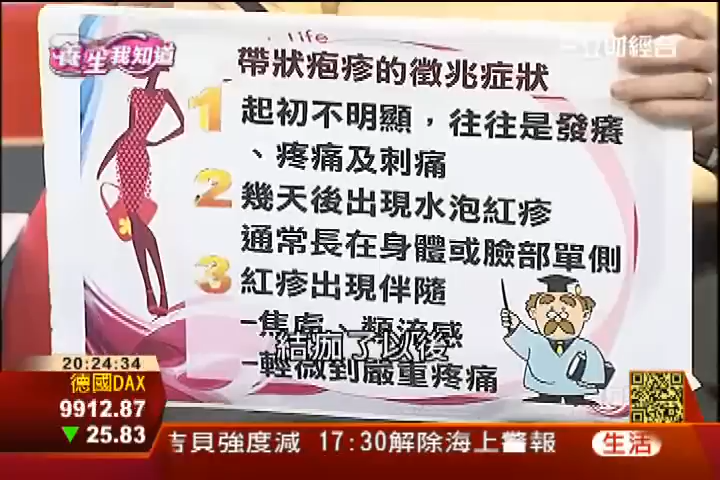 養生我知道
Life
三立財經台
帶狀疱疹的徵兆症狀
1 起初不明顯，往往是發癢
、疼痛及刺痛
2 幾天後出現水泡紅疹
通常長在身體或臉部單側
3 紅疹出現伴隨
-焦慮、類流感
結痂了以後
-輕微到嚴重疼痛
20:24:34
德國DAX
9912.87
▼ 25.83
吉貝強度減 17:30解除海上警報
生活